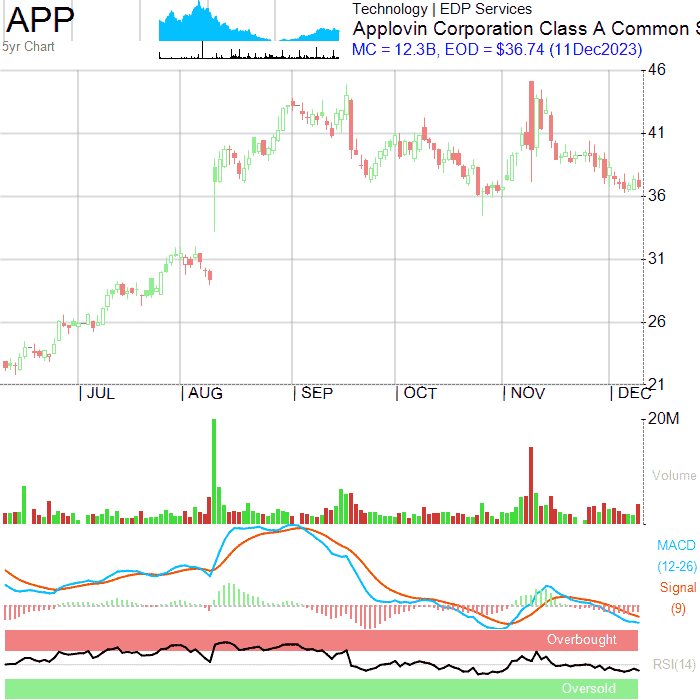 APP
5yr Chart
Technology | EDP Services
Applovin Corporation Class A Common S
MC = 12.3B, EOD = $36.74 (11Dec2023)
46
41
36
31
26
21
| JUL | AUG | SEP | OCT | NOV | DEC
20M
Volume
MACD
(12-26)
Signal
(9)
Overbought
RSI(14)
Oversold